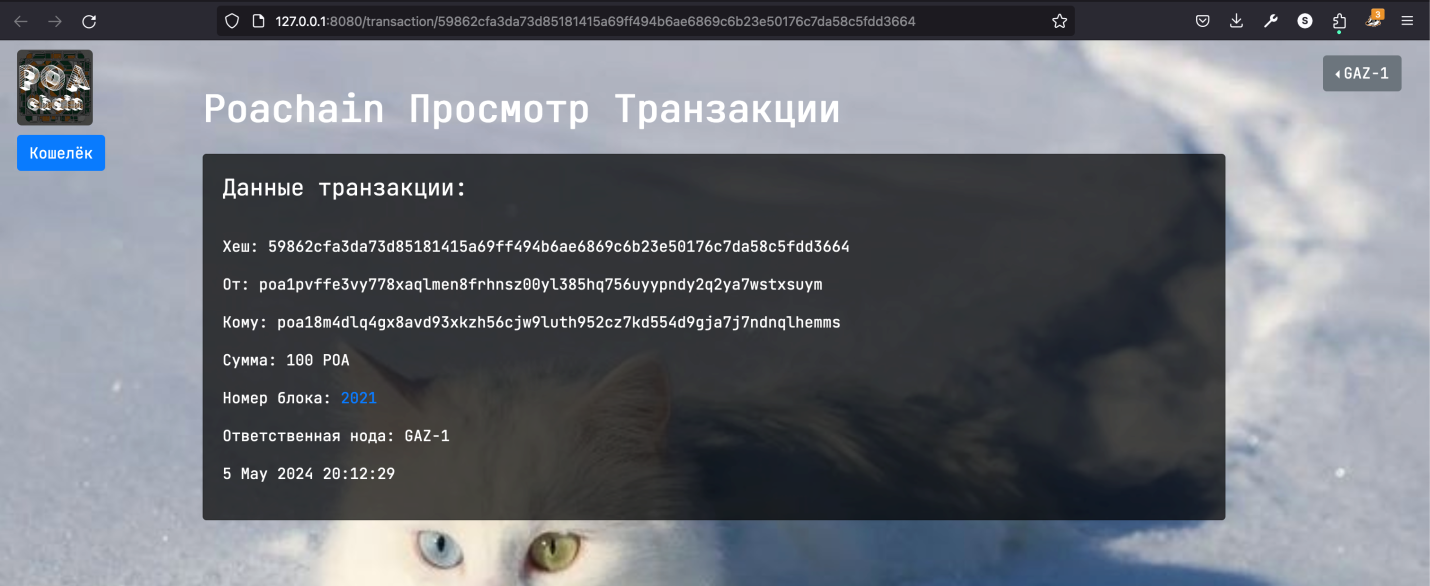 127.0.0.1:8080/transaction/59862cfa3da73d85181415a69ff494b6ae6869c6b23e50176c7da58c5fdd3664
S
3
POA
chain
GAZ-1
Poachain Просмотр Транзакции
Кошелёк
Данные транзакции:
Хеш: 59862cfa3da73d85181415a69ff494b6ae6869c6b23e50176c7da58c5fdd3664
От: poa1pvffe3vy778xaqlmen8frhnsz00yl385hq756uyypndy2q2ya7wstxsuym
Кому: poa18m4dlq4gx8avd93xkzh56cjw9luth952cz7kd554d9gja7j7ndnqlhemms
Сумма: 100 POA
Номер блока: 2021
Ответственная нода: GAZ-1
5 May 2024 20:12:29